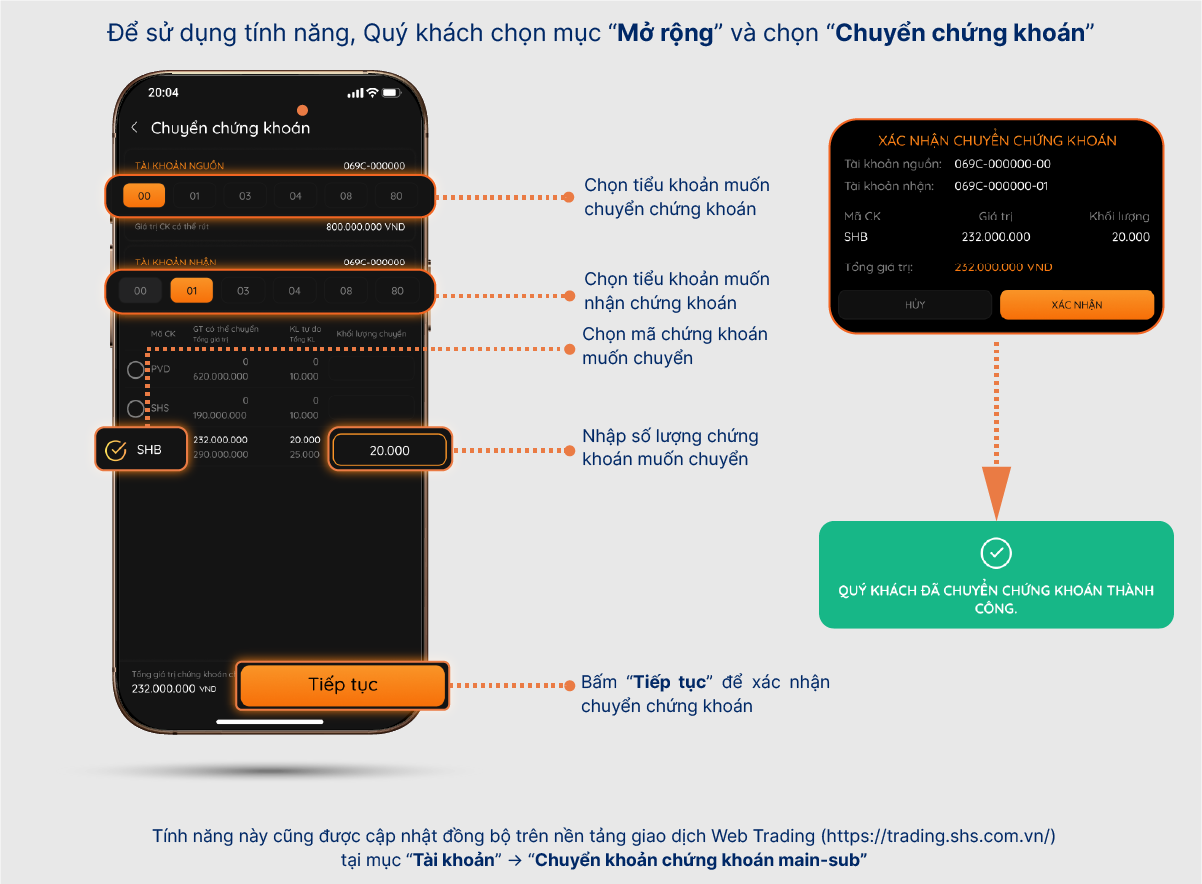 Để sử dụng tính năng, Quý khách chọn mục “Mở rộng” và chọn “Chuyển chứng khoán”
20:04
Chuyển chứng khoán
TÀI KHOẢN NGUỒN 069C-000000
00 01 03 04 08 80
Giá trị CK có thể rút 800.000.000 VND
TÀI KHOẢN NHẬN 069C-000000
00 01 03 04 08 80
Mã CK GT có thể chuyển KL tự do Khối lượng chuyển
Tổng giá trị Tổng KL
PVD 0 0
620.000.000 10.000
SHS 0 0
190.000.000 10.000
SHB 232.000.000 20.000 20.000
290.000.000 25.000
Tổng giá trị chứng khoán
232.000.000 VND
Tiếp tục
Chọn tiểu khoản muốn
chuyển chứng khoán
Chọn tiểu khoản muốn
nhận chứng khoán
Chọn mã chứng khoán
muốn chuyển
Nhập số lượng chứng
khoán muốn chuyển
Bấm “Tiếp tục” để xác nhận
chuyển chứng khoán
XÁC NHẬN CHUYỂN CHỨNG KHOÁN
Tài khoản nguồn: 069C-000000-00
Tài khoản nhận: 069C-000000-01
Mã CK Giá trị Khối lượng
SHB 232.000.000 20.000
Tổng giá trị: 232.000.000 VND
HỦY XÁC NHẬN
QUÝ KHÁCH ĐÃ CHUYỂN CHỨNG KHOÁN THÀNH
CÔNG.
Tính năng này cũng được cập nhật đồng bộ trên nền tảng giao dịch Web Trading (https://trading.shs.com.vn/)
tại mục “Tài khoản” → “Chuyển khoản chứng khoán main-sub”